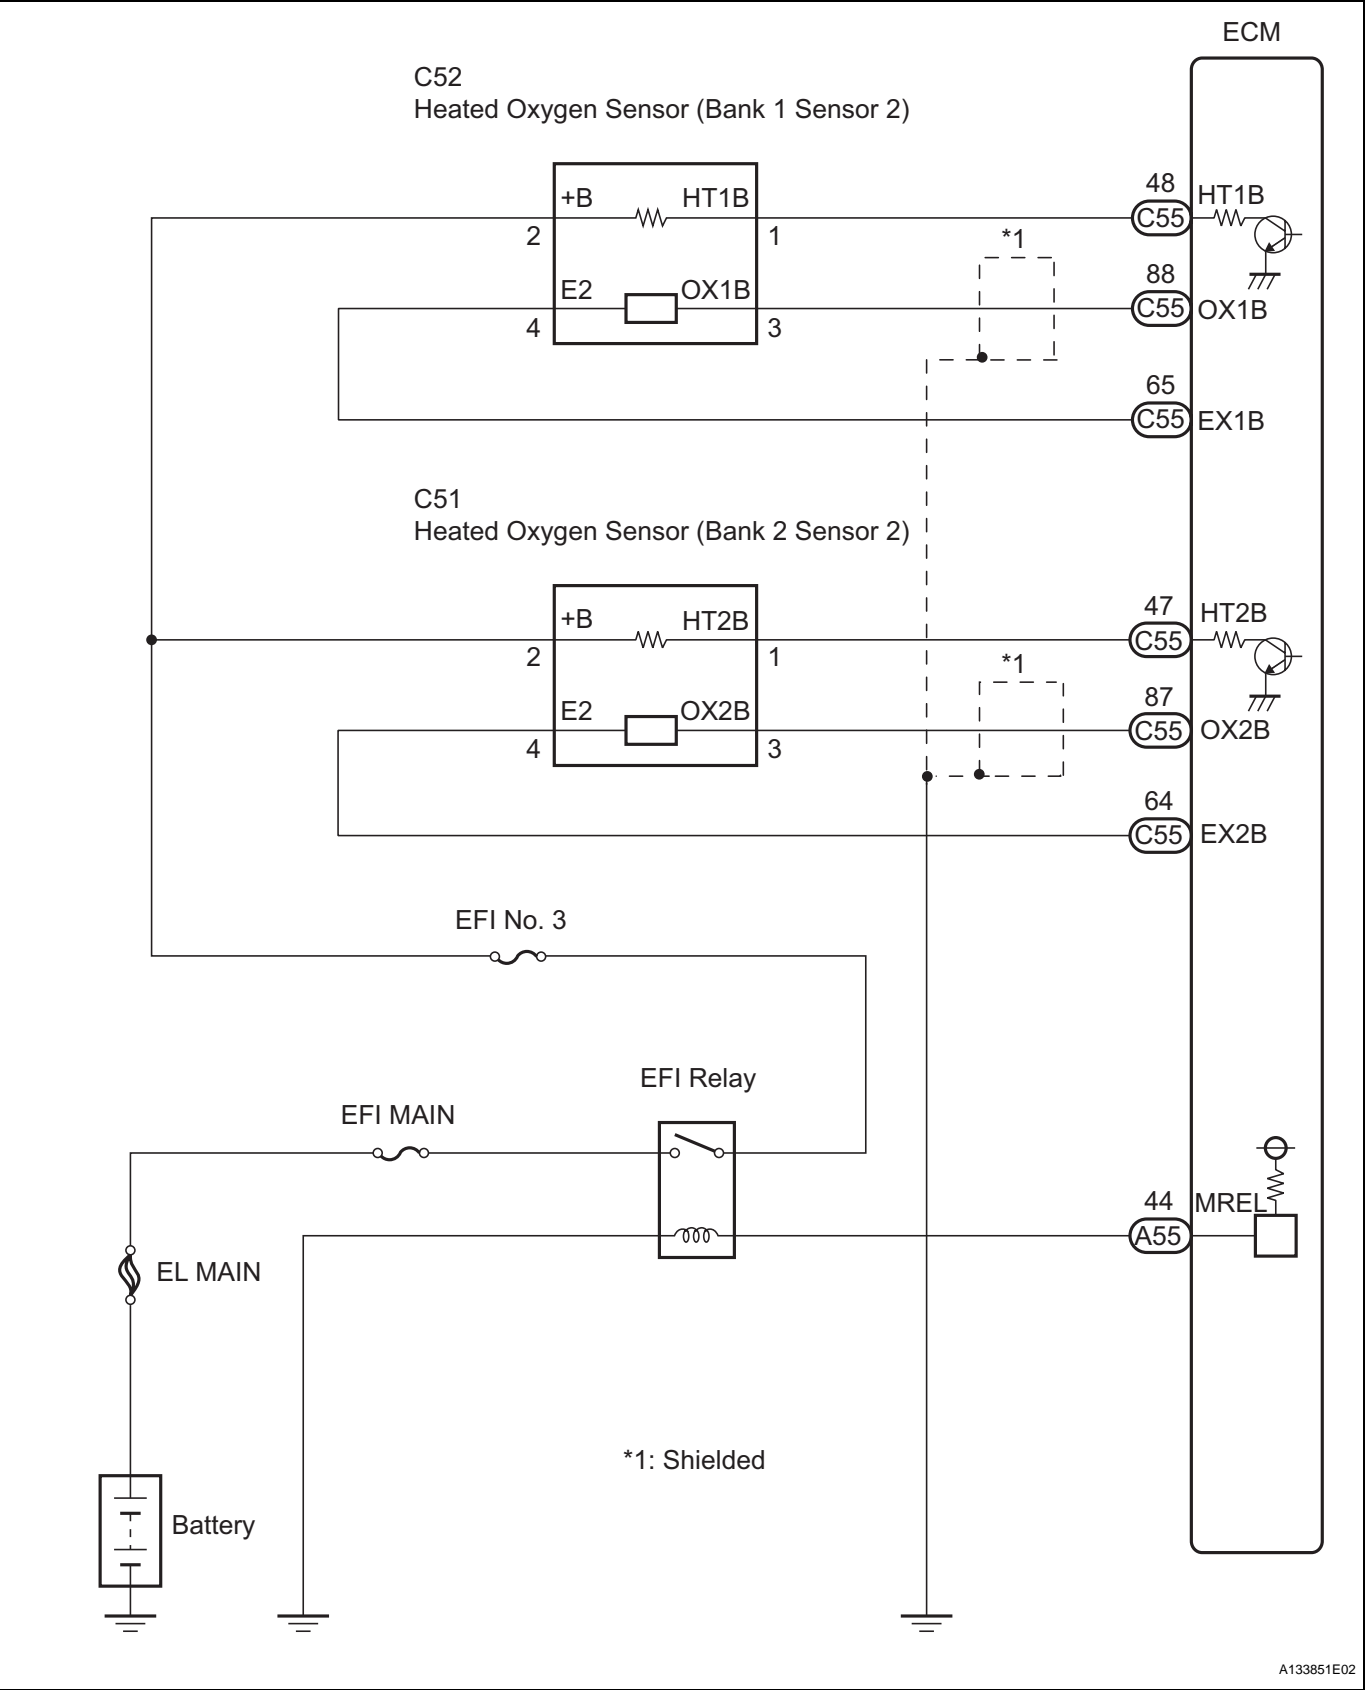 ECM
C52
Heated Oxygen Sensor (Bank 1 Sensor 2)
+B
HT1B
2
1
48
C55
HT1B
*1
E2
OX1B
4
3
88
C55
OX1B
65
C55
EX1B
C51
Heated Oxygen Sensor (Bank 2 Sensor 2)
+B
HT2B
2
1
47
C55
HT2B
*1
E2
OX2B
4
3
87
C55
OX2B
64
C55
EX2B
EFI No. 3
EFI Relay
EFI MAIN
44
A55
MREL
EL MAIN
*1: Shielded
Battery
A133851E02